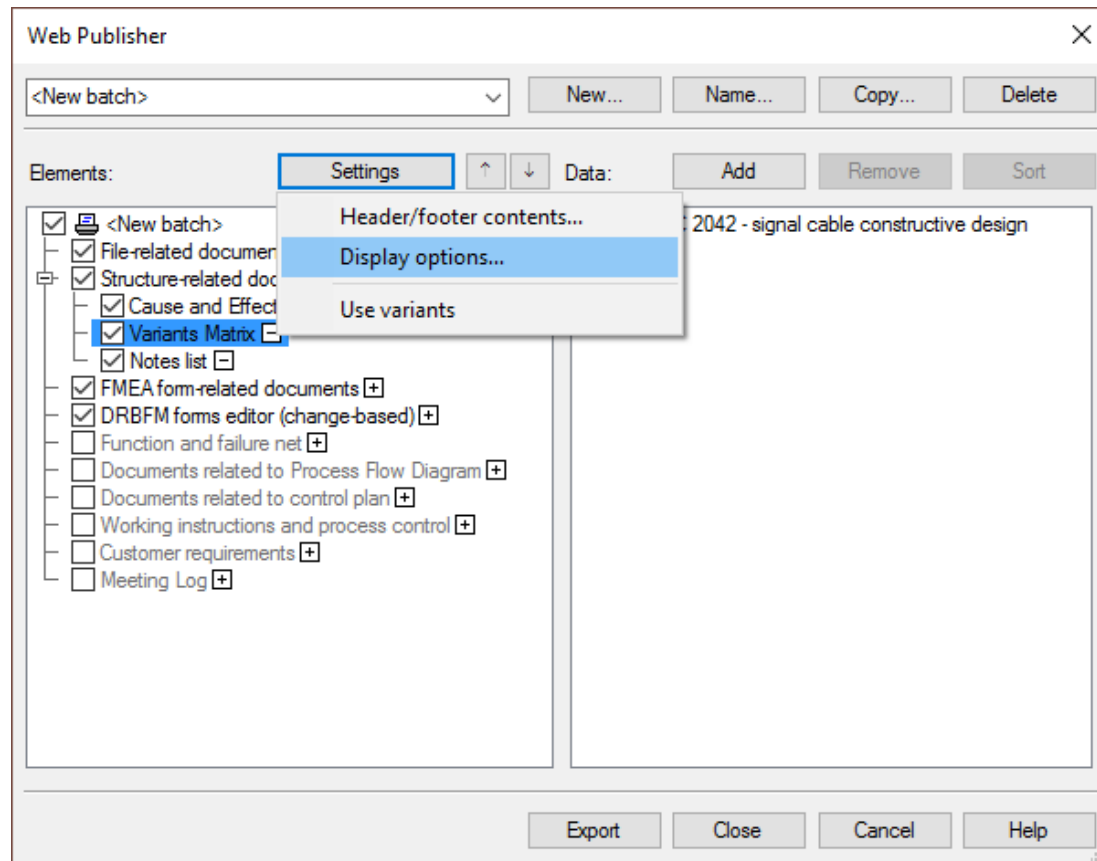 Web Publisher
<New batch>
New...
Name...
Copy...
Delete
Elements:
Settings
Data:
Add
Remove
Sort
Header/footer contents...
Display options...
Use variants
<New batch>
File-related
Structure-related
Cause and Effect
Variants Matrix
Notes list
FMEA form-related documents
DRBFM forms editor (change-based)
Function and failure net
Documents related to Process Flow Diagram
Documents related to control plan
Working instructions and process control
Customer requirements
Meeting Log
2042 - signal cable constructive design
Export
Close
Cancel
Help